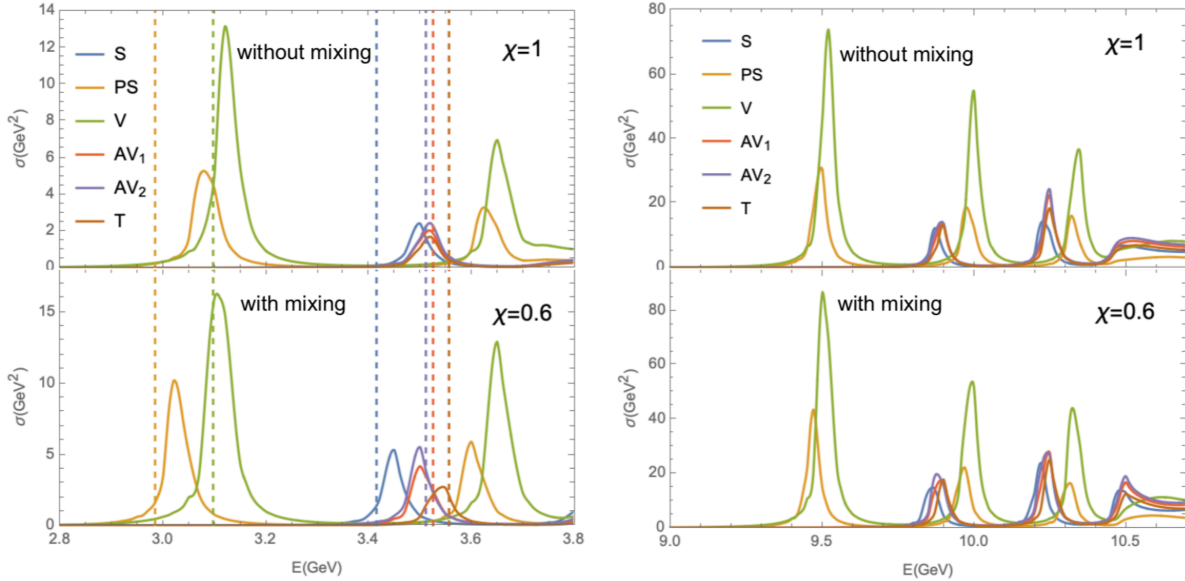 14
12
10
8
6
4
2
0
σ(GeV²)
S
PS
V
AV₁
AV₂
T
without mixing
χ=1
80
60
40
20
0
σ(GeV²)
S
PS
V
AV₁
AV₂
T
without mixing
χ=1
15
10
5
0
σ(GeV²)
with mixing
χ=0.6
2.8
3.0
3.2
3.4
3.6
3.8
E(GeV)
80
60
40
20
0
σ(GeV²)
with mixing
χ=0.6
9.0
9.5
10.0
10.5
E(GeV)